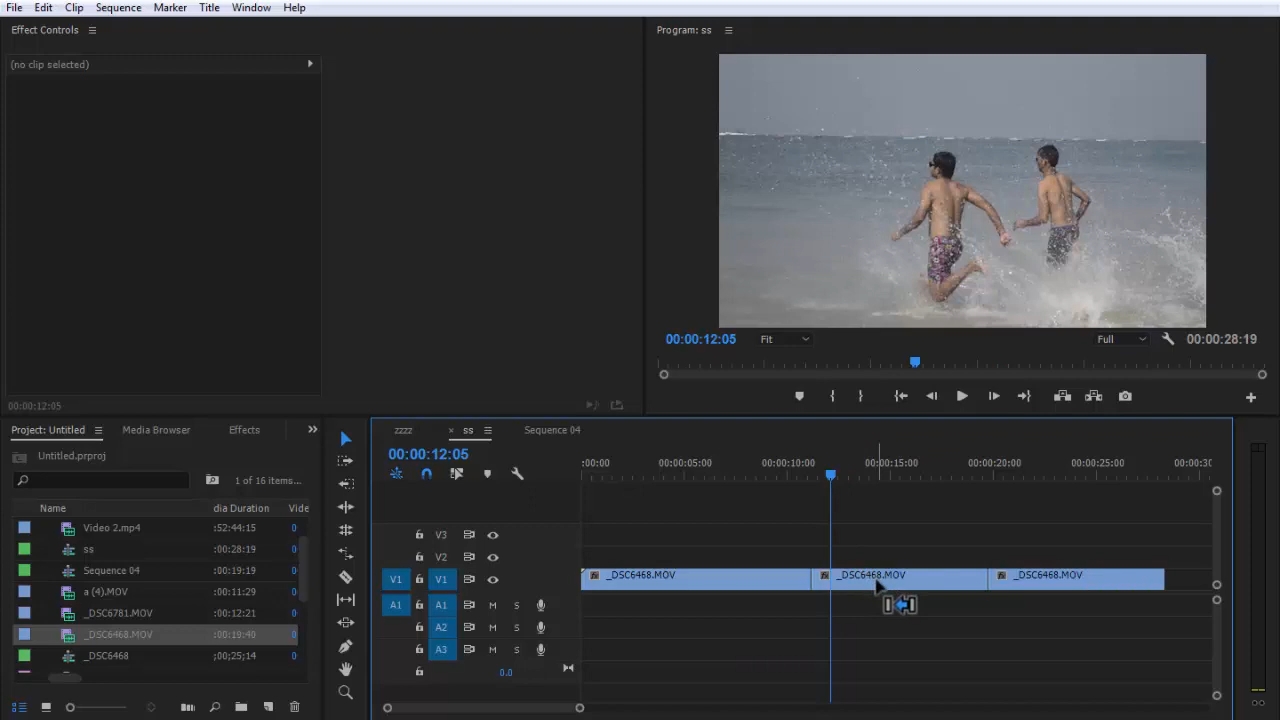 File Edit Clip Sequence Marker Title Window Help
Effect Controls
Program: ss
(no clip selected)
00:00:12:05 Fit Full 00:00:28:19
00:00:12:05
Project: Untitled Media Browser Effects
Untitled.prproj
1 of 16 items...
Name dia Duration Vide
Video 2.mp4 :52:44:15 0
ss :00:28:19 0
Sequence 04 :00:19:19 0
a (4).MOV :00:11:29 0
_DSC6781.MOV :00:12:21 0
_DSC6468.MOV :00:19:40 0
_DSC6468 ;00;25;14 0
zzzz × ss Sequence 04
00:00:12:05
:00:00 00:00:05:00 00:00:10:00 00:00:15:00 00:00:20:00 00:00:25:00 00:00:30
V3
V2
V1 V1 _DSC6468.MOV _DSC6468.MOV _DSC6468.MOV
A1 A1 M S
A2 M S
A3 M S
0.0